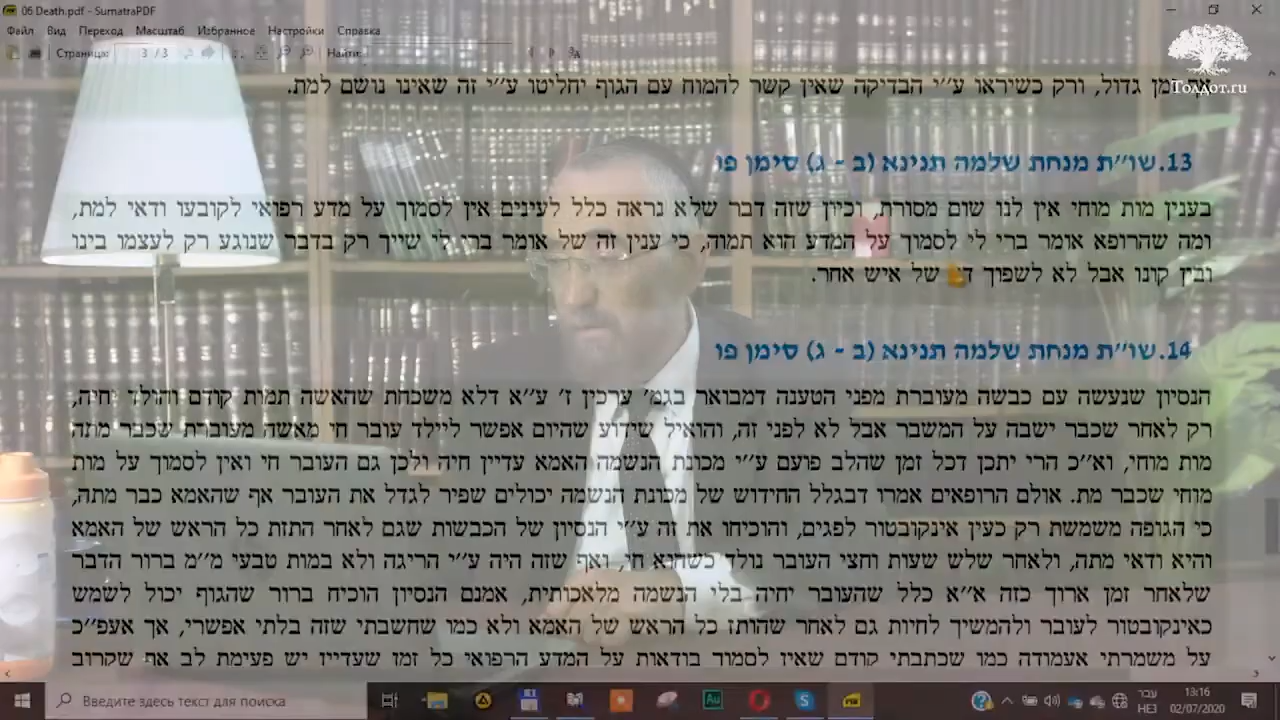 06 Death.pdf - SumatraPDF
Файл Вид Переход Масштаб Избранное Настройки Справка
Страница: 3 / 3 Найти:
Толдот.ru
זמן גדול, ורק כשיראו ע״י הבדיקה שאין קשר להמוח עם הגוף יחליטו ע״י זה שאינו נושם למת.
13.שו״ת מנחת שלמה תנינא (ב - ג) סימן פו
בענין מות מוחי אין לנו שום מסורת, וכיון שזה דבר שלא נראה כלל לעינים אין לסמוך על מדע רפואי לקובעו ודאי למת,
ומה שהרופא אומר ברי לי לסמוך על המדע הוא תמוה, כי ענין זה של אומר ברי לי שייך רק בדבר שנוגע רק לעצמו בינו
ובין קונו אבל לא לשפוך של איש אחר.
14.שו״ת מנחת שלמה תנינא (ב - ג) סימן פו
הנסיון שנעשה עם כבשה מעוברת מפני הטענה דמבואר בגמ׳ ערכין ז׳ ע״א דלא משכחת שהאשה תמות קודם והולד יחיה,
רק לאחר שכבר ישבה על המשבר אבל לא לפני זה, והואיל שידוע שהיום אפשר ליילד עובר חי מאשה מעוברת שכבר מתה
מות מוחי, וא״כ הרי יתכן דכל זמן שהלב פועם ע״י מכונת הנשמה האמא עדיין חיה ולכן גם העובר חי ואין לסמוך על מות
מוחי שכבר מת. אולם הרופאים אמרו דבגלל החידוש של מכונת הנשמה יכולים שפיר לגדל את העובר אף שהאמא כבר מתה,
כי הגופה משמשת רק כעין אינקובטור לפגים, והוכיחו את זה ע״י הנסיון של הכבשות שגם לאחר התזת כל הראש של האמא
והיא ודאי מתה, ולאחר שלש שעות וחצי העובר נולד כשהוא חי, ואף שזה היה ע״י הריגה ולא במות טבעי מ״מ ברור הדבר
שלאחר זמן ארוך כזה א״א כלל שהעובר יחיה בלי הנשמה מלאכותית, אמנם הנסיון הוכיח ברור שהגוף יכול לשמש
כאינקובטור לעובר ולהמשיך לחיות גם לאחר שהותז כל הראש של האמא ולא כמו שחשבתי שזה בלתי אפשרי, אך אעפ״כ
על משמרתי אעמודה כמו שכתבתי קודם שאין לסמוך בודאות על המדע הרפואי כל זמן שעדיין יש פעימת לב אף שקרוב
Введите здесь текст для поиска
Au
S
עבר
НЕЗ
13:16
02/07/2020